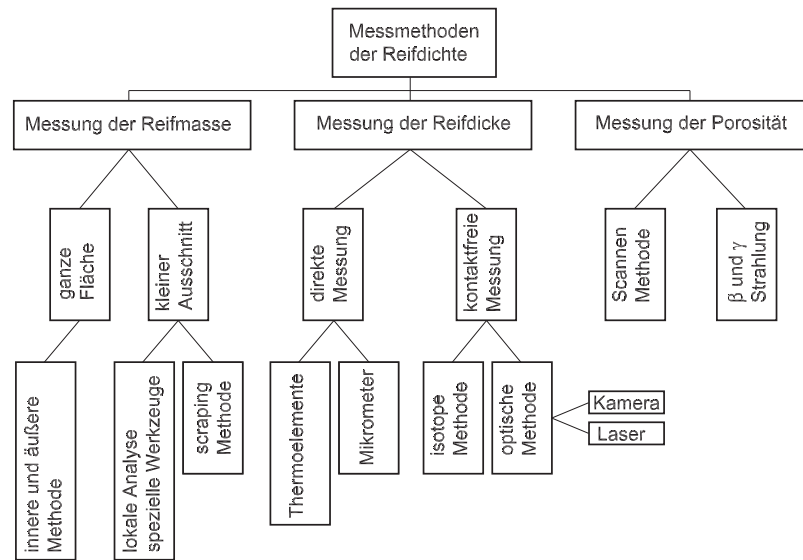 Messmethoden
der Reifdichte
Messung der Reifmasse
Messung der Reifdicke
Messung der Porosität
ganze
Fläche
kleiner
Ausschnitt
direkte
Messung
kontaktfreie
Messung
Scannen
Methode
β und γ
Strahlung
innere und äußere
Methode
lokale Analyse
spezielle Werkzeuge
scraping
Methode
Thermoelemente
Mikrometer
isotope
Methode
optische
Methode
Kamera
Laser